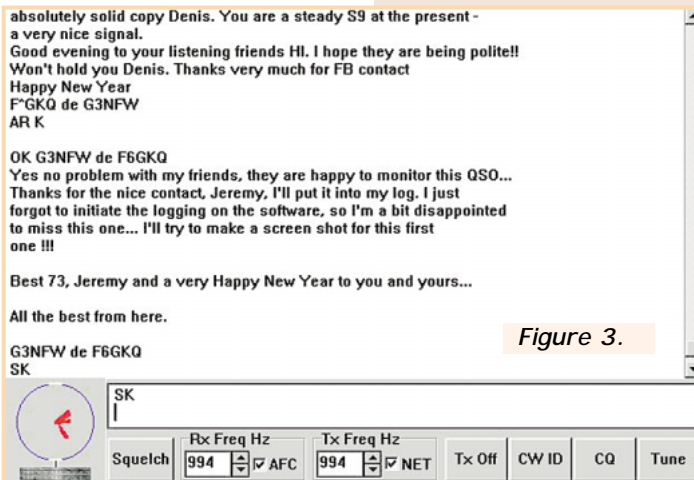 absolutely solid copy Denis. You are a steady S9 at the present -
a very nice signal.
Good evening to your listening friends HI. I hope they are being polite!!
Won't hold you Denis. Thanks very much for FB contact
Happy New Year
F^GKQ de G3NFW
AR K
OK G3NFW de F6GKQ
Yes no problem with my friends, they are happy to monitor this QSO...
Thanks for the nice contact, Jeremy, I'll put it into my log. I just
forgot to initiate the logging on the software, so I'm a bit disappointed
to miss this one... I'll try to make a screen shot for this first
one !!!
Best 73, Jeremy and a very Happy New Year to you and yours...
All the best from here.
G3NFW de F6GKQ
SK
Figure 3.
SK
Squelch
Rx Freq Hz
994 AFC
Tx Freq Hz
994 NET
Tx Off
CW ID
CQ
Tune